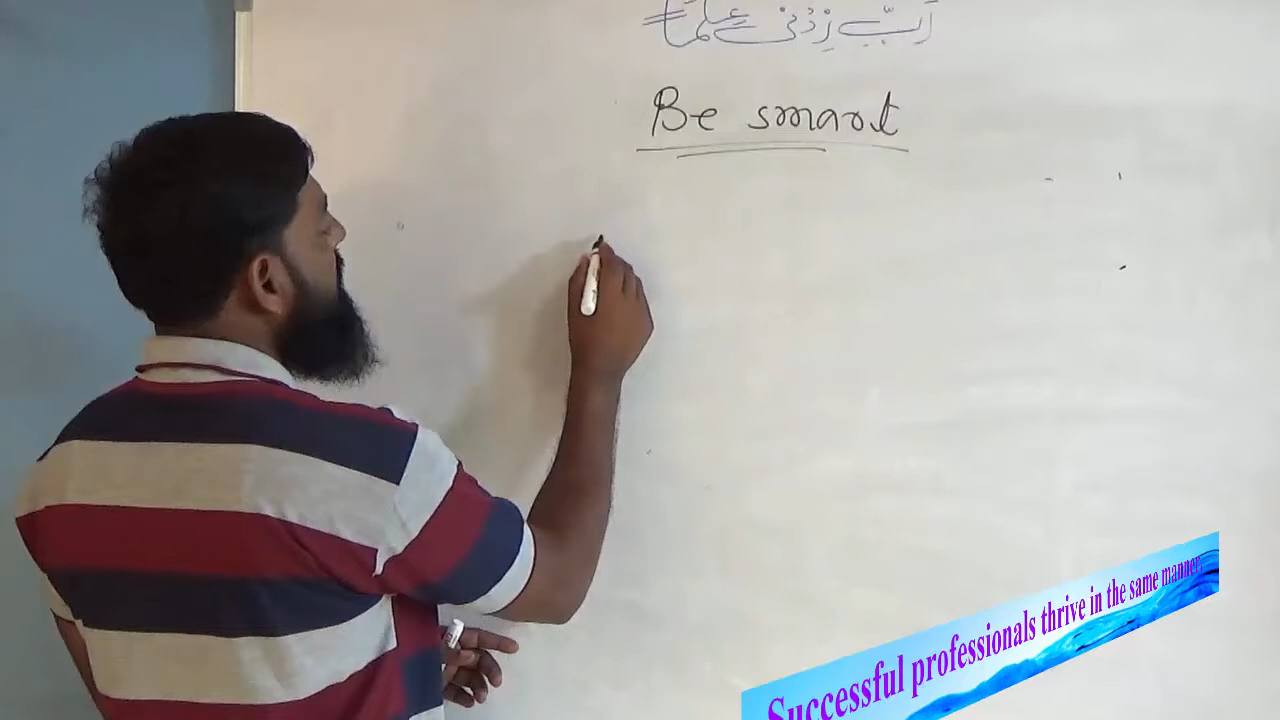 رَبِّ زِدْنِي عِلْمًا
Be smart
Successful professionals thrive in the same manner.